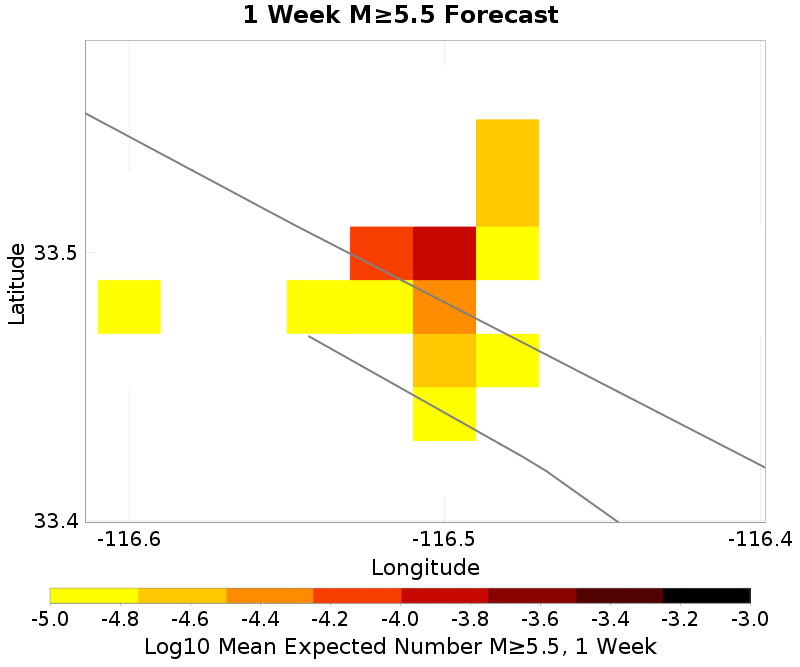 1 Week M≥5.5 Forecast
Latitude
33.5
33.4
-116.6 -116.5 -116.4
Longitude
-5.0 -4.8 -4.6 -4.4 -4.2 -4.0 -3.8 -3.6 -3.4 -3.2 -3.0
Log10 Mean Expected Number M≥5.5, 1 Week